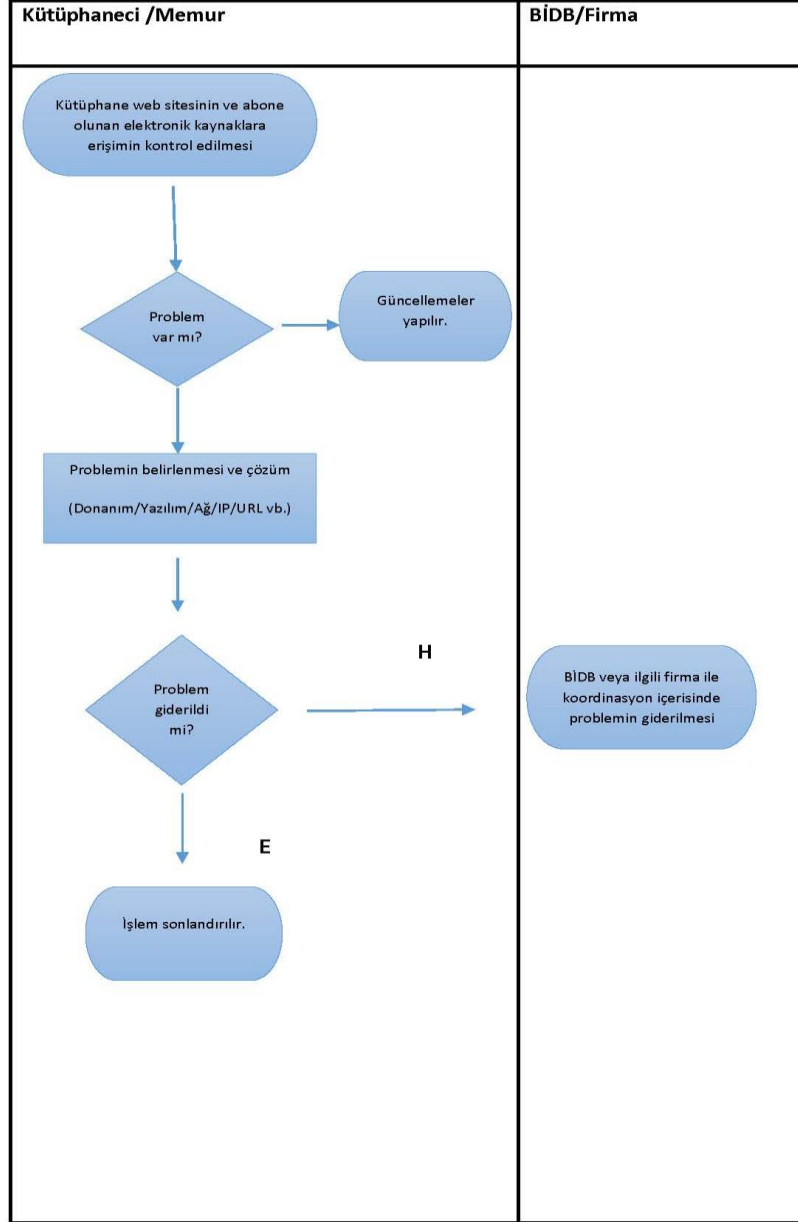 Kütüphaneci /Memur
BİDB/Firma
Kütüphane web sitesinin ve abone
olunan elektronik kaynaklara
erişimin kontrol edilmesi
Problem
var mı?
Güncellemeler
yapılır.
Problemin belirlenmesi ve çözüm
(Donanım/Yazılım/Ağ/IP/URL vb.)
Problem
giderildi
mi?
H
BİDB veya ilgili firma ile
koordinasyon içerisinde
problemin giderilmesi
E
İşlem sonlandırılır.